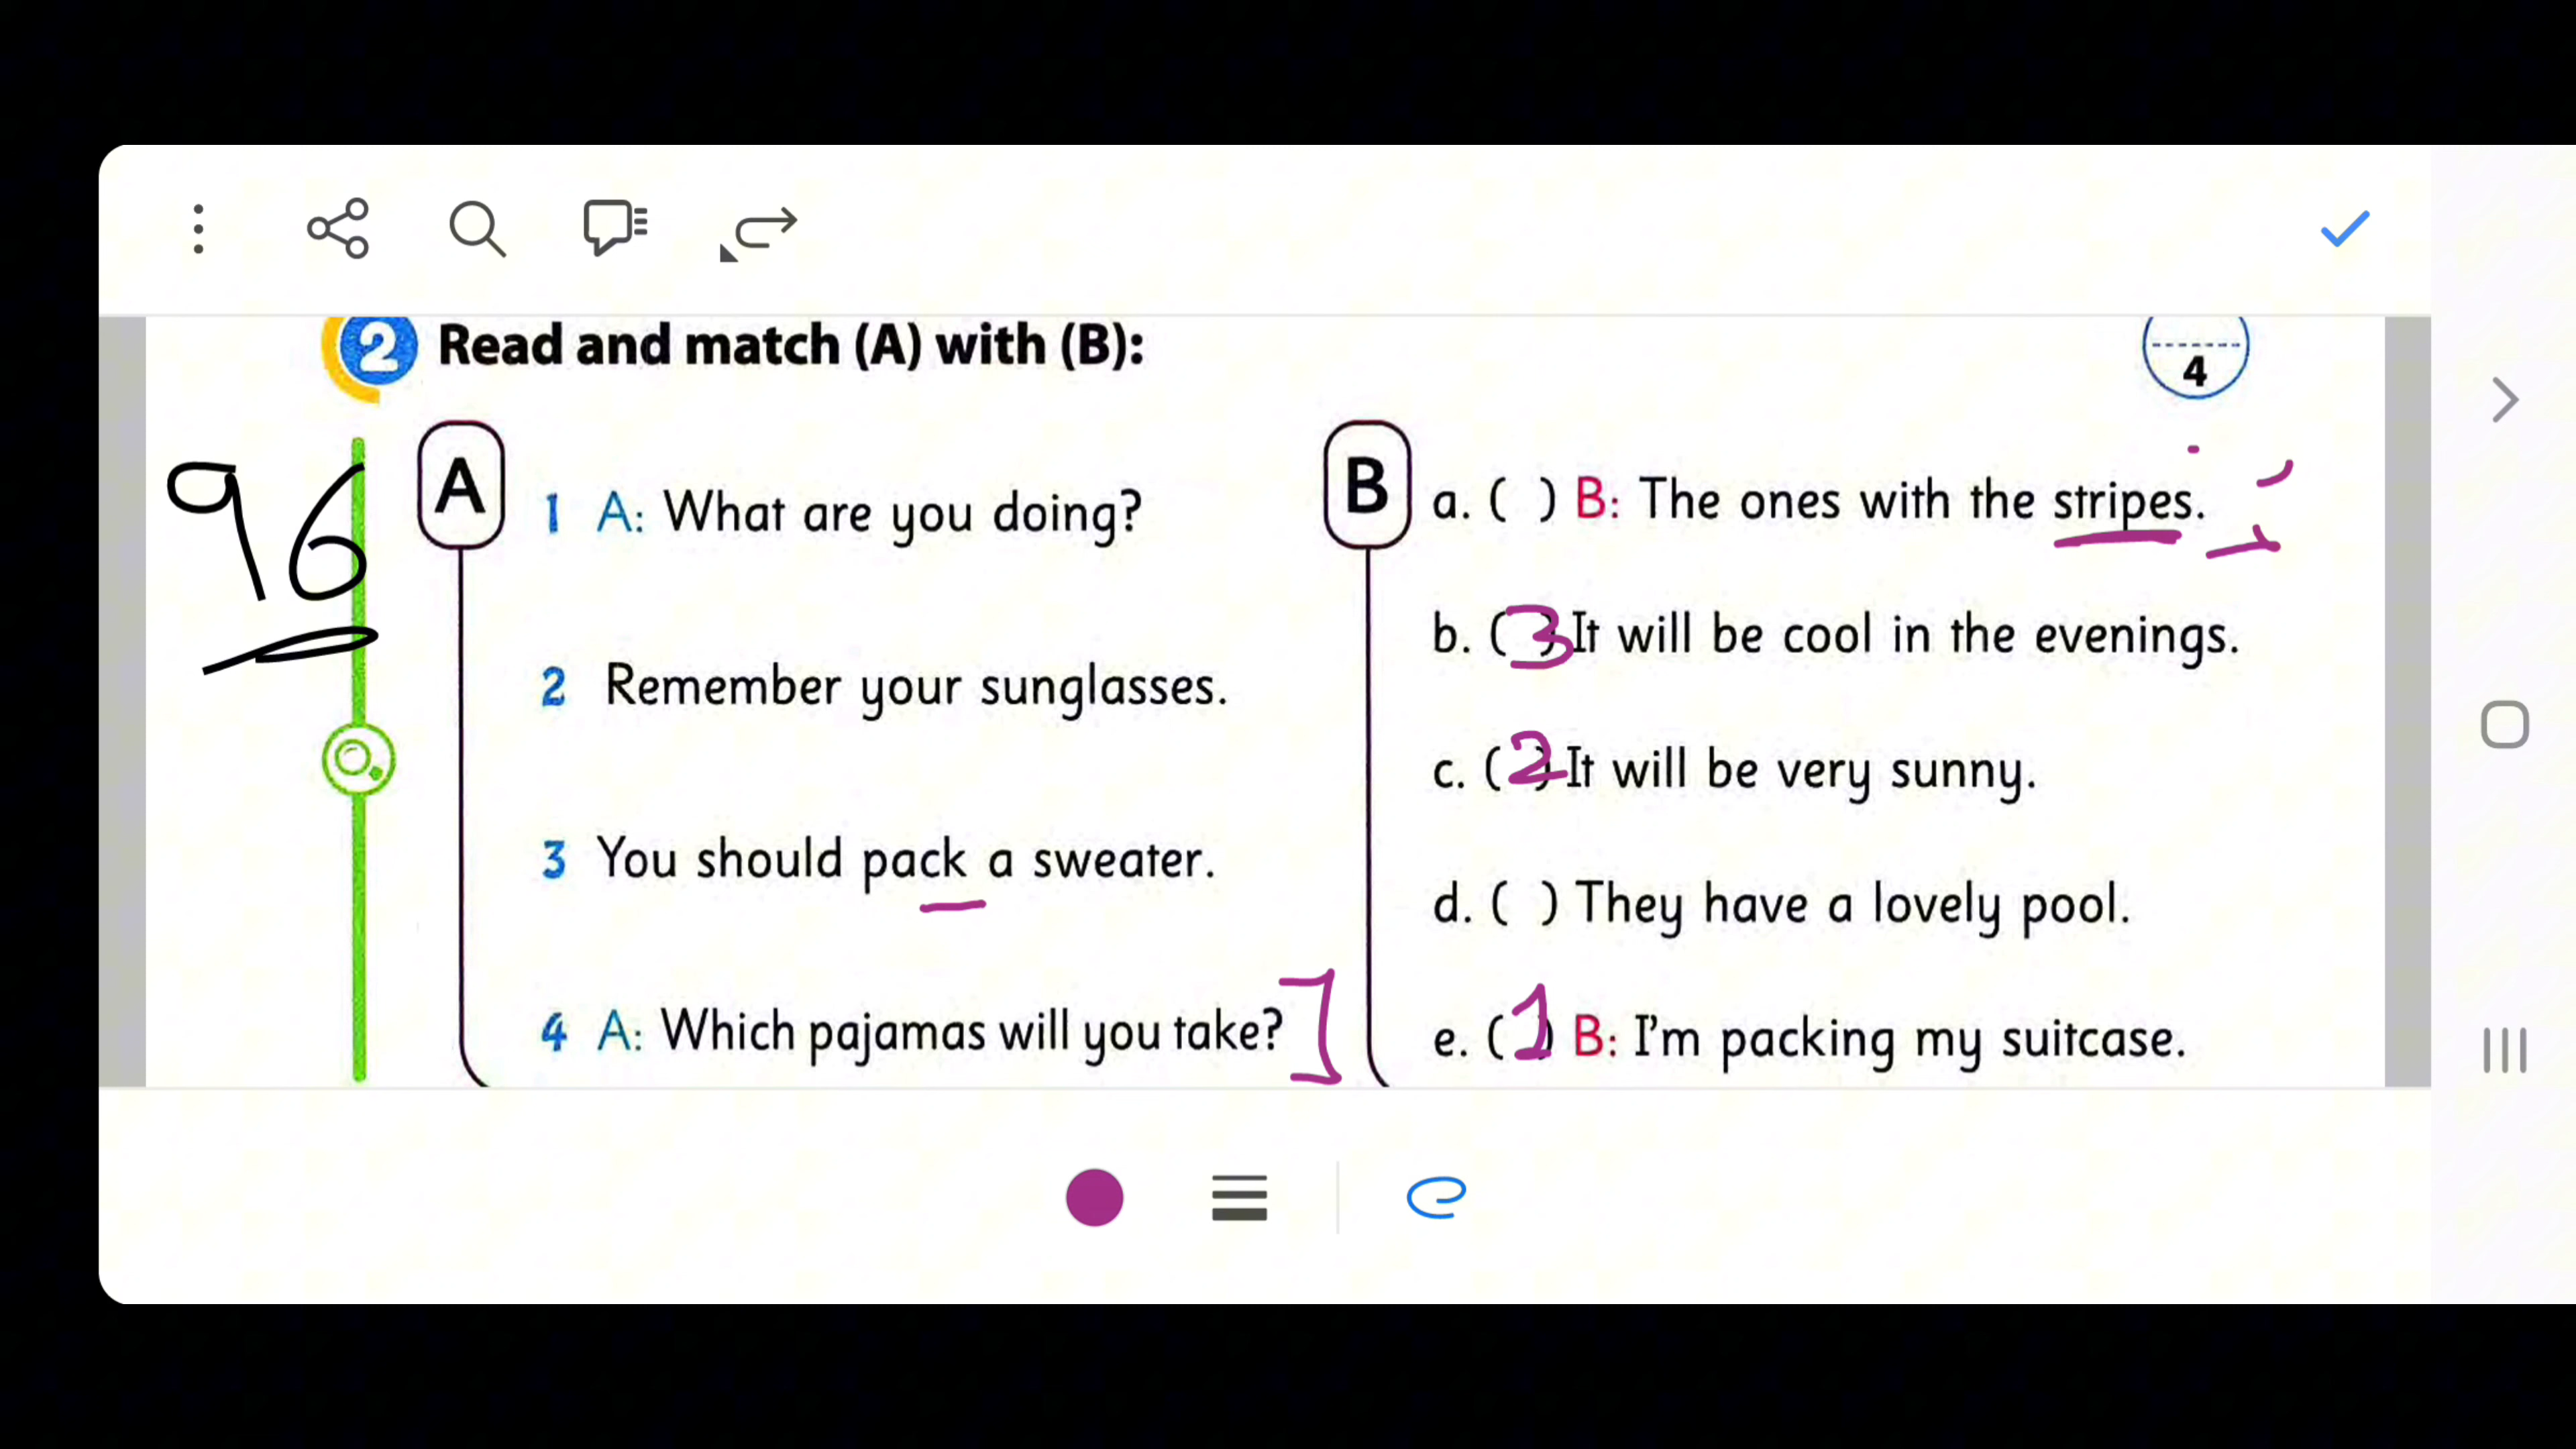 2 Read and match (A) with (B):
4
96
A
1 A: What are you doing?
2 Remember your sunglasses.
3 You should pack a sweater.
4 A: Which pajamas will you take?
B
a. ( ) B: The ones with the stripes.
b. (3) It will be cool in the evenings.
c. (2) It will be very sunny.
d. ( ) They have a lovely pool.
e. (1) B: I'm packing my suitcase.